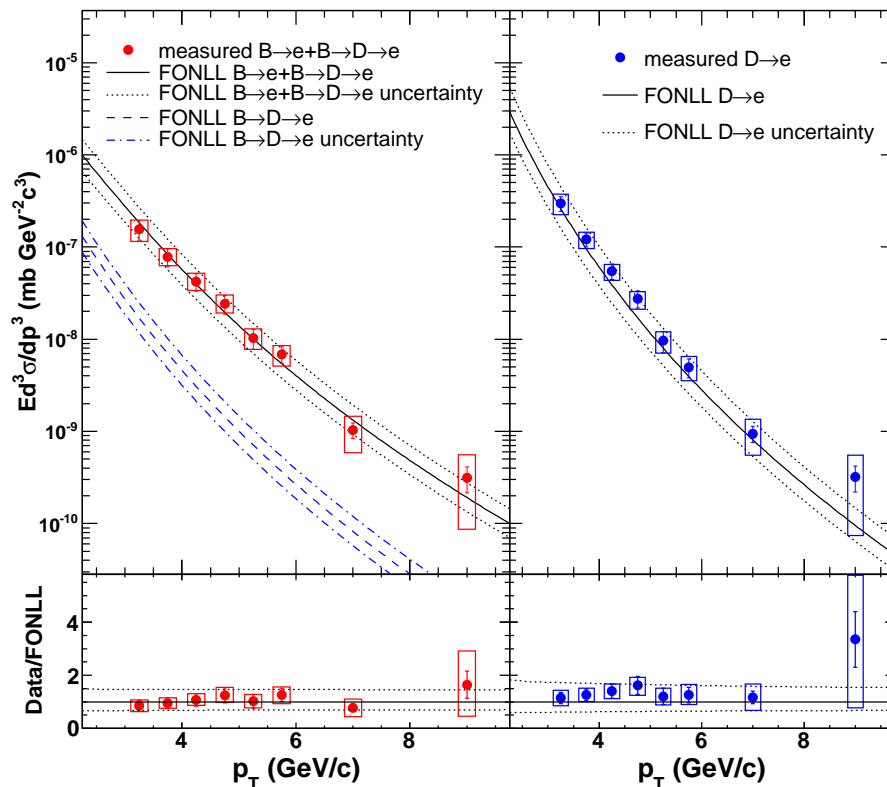 measured B→e+B→D→e
FONLL B→e+B→D→e
FONLL B→e+B→D→e uncertainty
FONLL B→D→e
FONLL B→D→e uncertainty
measured D→e
FONLL D→e
FONLL D→e uncertainty
Ed³σ/dp³ (mb GeV⁻²c³)
10⁻⁵
10⁻⁶
10⁻⁷
10⁻⁸
10⁻⁹
10⁻¹⁰
Data/FONLL
4
2
0
4 6 8
4 6 8
p_T (GeV/c)
p_T (GeV/c)